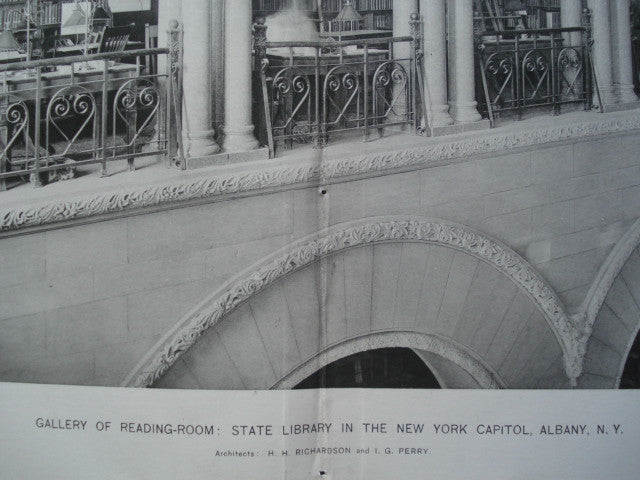 GALLERY OF READING-ROOM: STATE LIBRARY IN THE NEW YORK CAPITOL, ALBANY, N. Y.
Architects: H. H. RICHARDSON and I. G. PERRY.